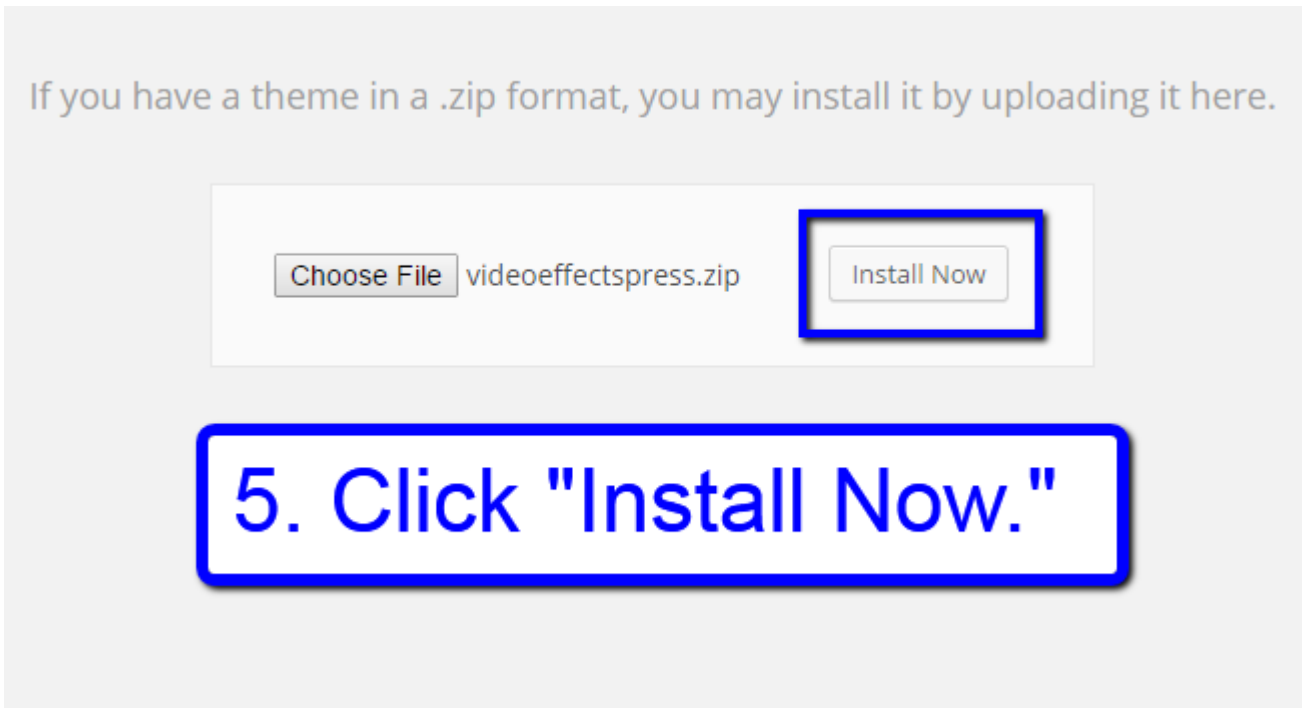 If you have a theme in a .zip format, you may install it by uploading it here.
Choose File videoeffectspress.zip Install Now
5. Click "Install Now."